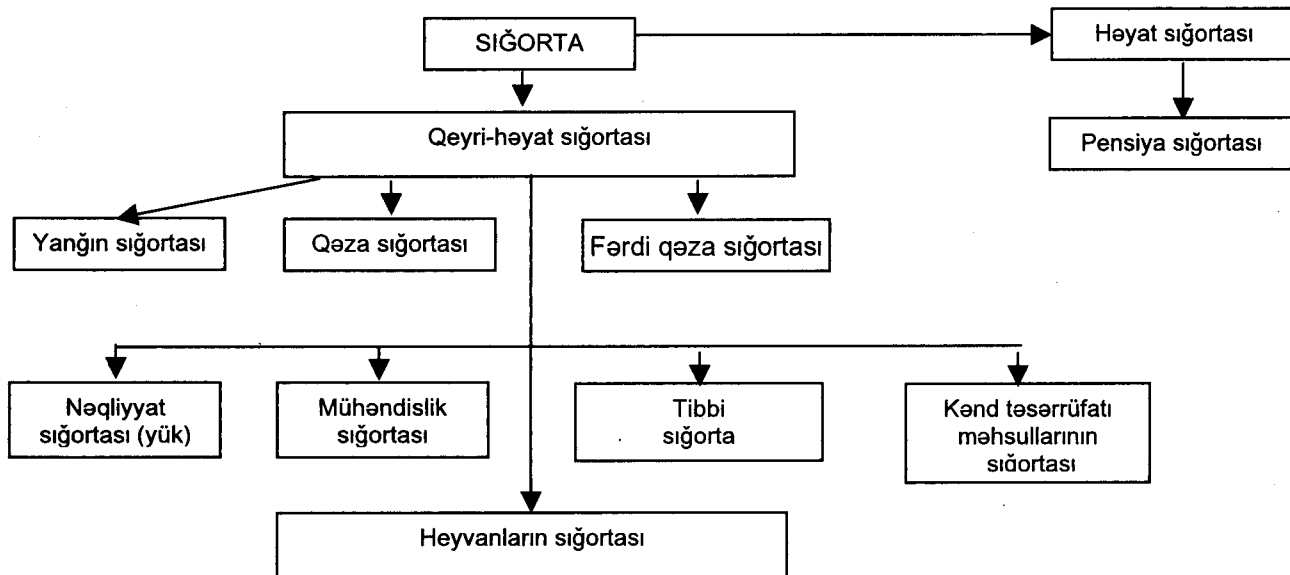 SIĞORTA
Həyat sığortası
Qeyri-həyat sığortası
Pensiya sığortası
Yanğın sığortası
Qəza sığortası
Fərdi qəza sığortası
Nəqliyyat
sığortası (yük)
Mühəndislik
sığortası
Tibbi
sığorta
Kənd təsərrüfatı
məhsullarının
sığortası
Heyvanların sığortası